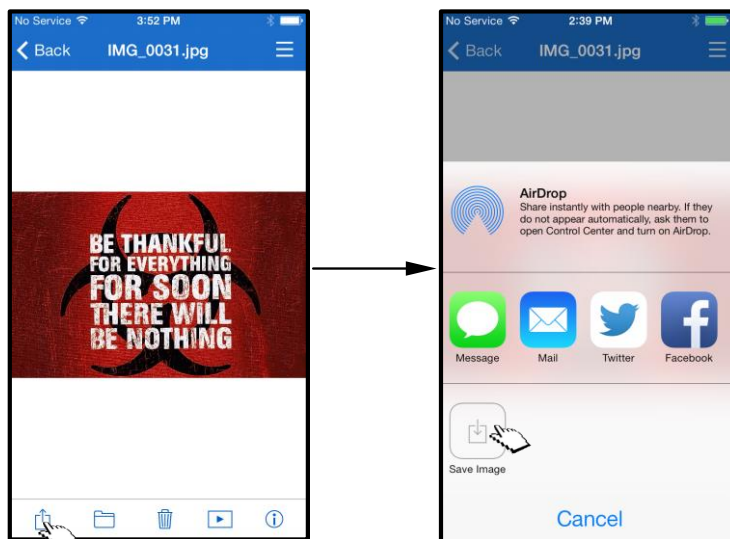 No Service 3:52 PM
Back IMG_0031.jpg
BE THANKFUL
FOR EVERYTHING
FOR SOON
THERE WILL
BE NOTHING
No Service 2:39 PM
Back IMG_0031.jpg
AirDrop
Share instantly with people nearby. If they
do not appear automatically, ask them to
open Control Center and turn on AirDrop.
Message Mail Twitter Facebook
Save Image
Cancel